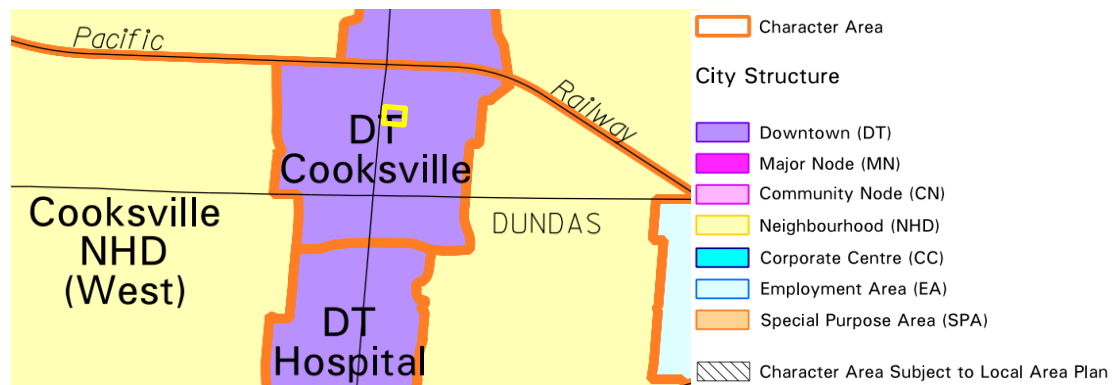 Pacific
Railway
DT
Cooksville
Cooksville
NHD
(West)
DUNDAS
DT
Hospital
Character Area
City Structure
Downtown (DT)
Major Node (MN)
Community Node (CN)
Neighbourhood (NHD)
Corporate Centre (CC)
Employment Area (EA)
Special Purpose Area (SPA)
Character Area Subject to Local Area Plan